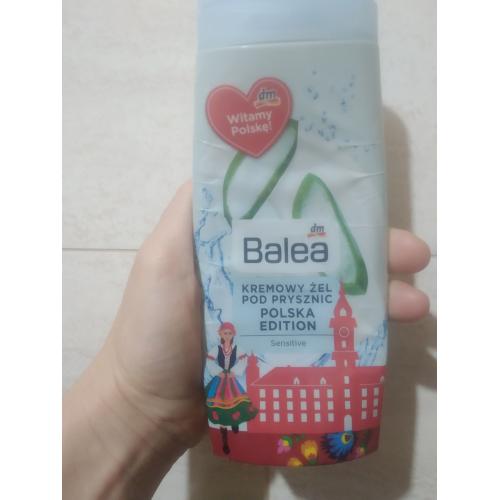 dm
Witamy
Polskę!
dm
Balea
KREMOWY ŻEL
POD PRYSZNIC
POLSKA
EDITION
Sensitive